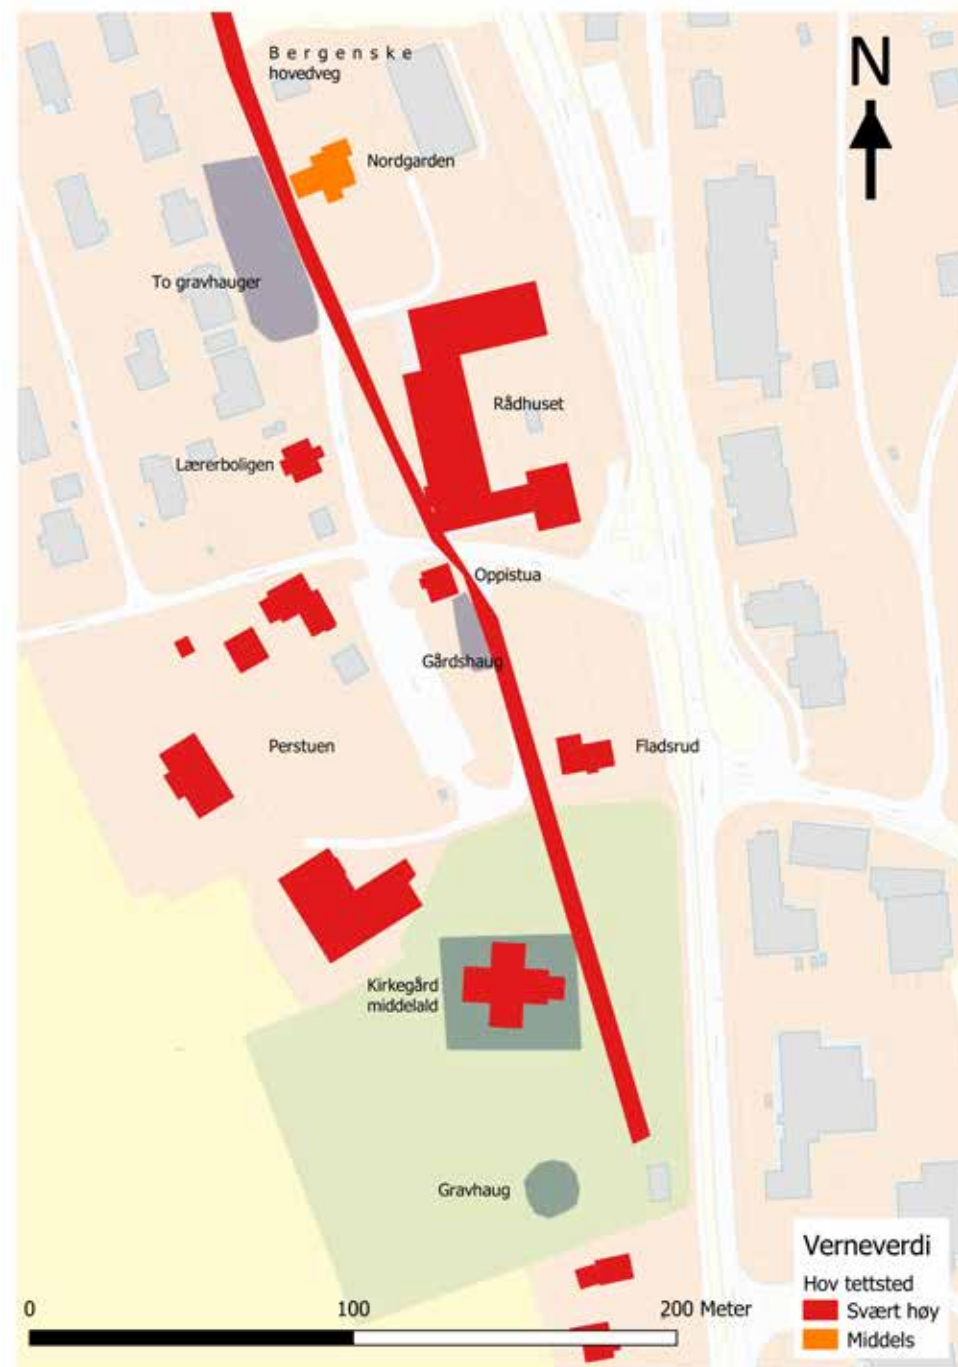 Bergenske
hovedveg
N
Nordgarden
To gravhauger
Rådhuset
Lærerboligen
Oppistua
Gårdshaug
Perstuen
Fladsrud
Kirkegård
middelald
Gravhaug
Verneverdi
Hov tettsted
Svært høy
Middels
0 100 200 Meter